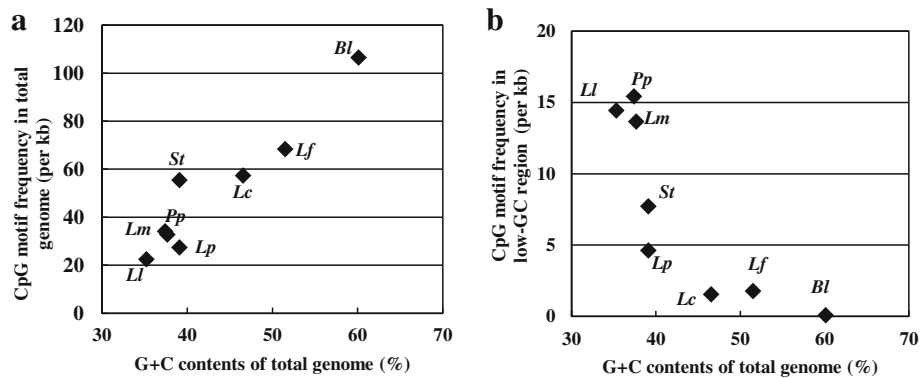 a
CpG motif frequency in total
genome (per kb)
120
100
80
60
40
20
0
Bl
Lf
St
Lc
Pp
Lm
Lp
Ll
30 40 50 60 70
G+C contents of total genome (%)
b
CpG motif frequency in
low-GC region (per kb)
20
15
10
5
0
Pp
Ll
Lm
St
Lp
Lf
Lc
Bl
30 40 50 60 70
G+C contents of total genome (%)